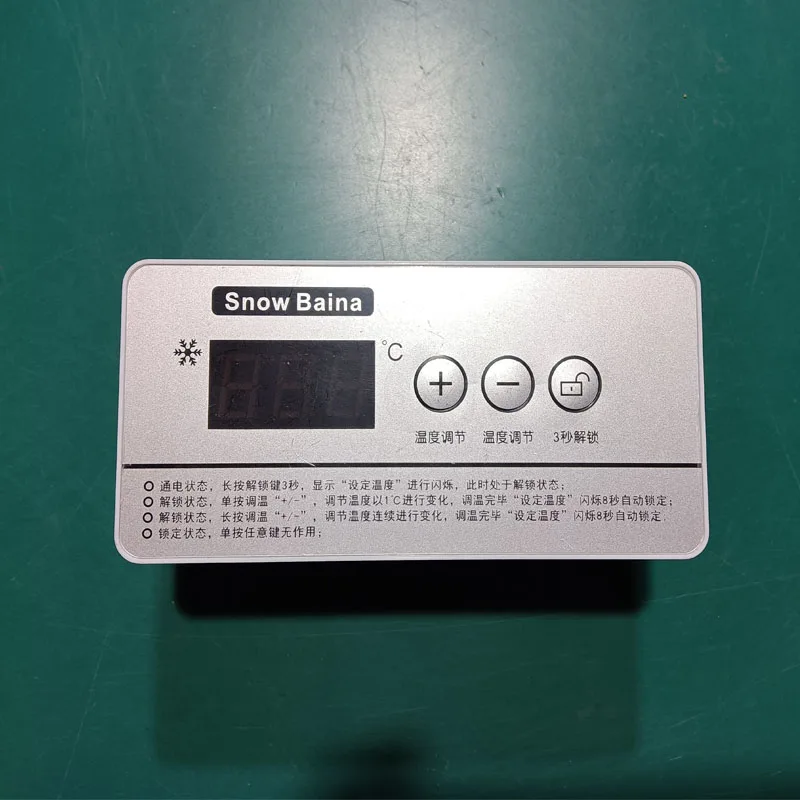 Snow Baina
°C
+
−
温度调节 温度调节 3秒解锁
○ 通电状态，长按解锁键3秒，显示“设定温度”进行闪烁，此时处于解锁状态；
○ 解锁状态，单按调温“+/−”，调节温度以1℃进行变化，调温完毕“设定温度”闪烁8秒自动锁定；
○ 解锁状态，长按调温“+/~”，调节温度连续进行变化，调温完毕“设定温度”闪烁8秒自动锁定；
○ 锁定状态，单按任意键无作用；